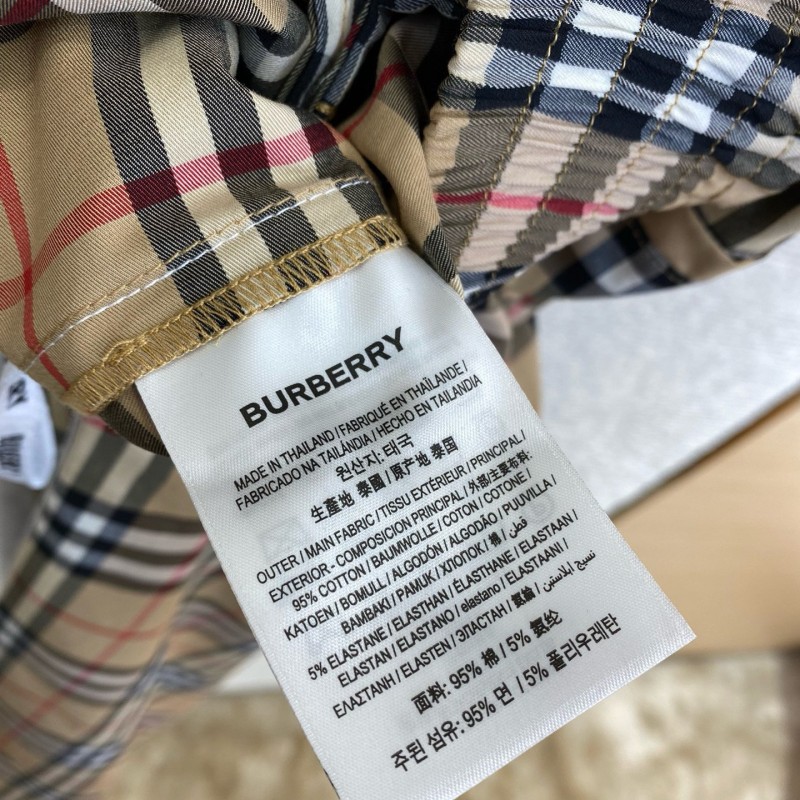 BURBERRY
MADE IN THAILAND / FABRIQUÉ EN THAÏLANDE /
FABRICADO NA TAILÂNDIA / HECHO EN TAILANDIA
원산지: 태국
生產地 泰國 / 原产地 泰国
OUTER / MAIN FABRIC / TISSU EXTÉRIEUR / PRINCIPAL /
EXTERIOR - COMPOSICION PRINCIPAL / 外部/主要布料:
95% COTTON / BAUMWOLLE / COTON / COTONE /
KATOEN / BOMULL / ALGODÓN / ALGODÃO / PUUVILLA /
BAMBAKI / PAMUK / ХЛОПОК / 棉 / قطن
5% ELASTANE / ELASTHAN / ÉLASTHANE / ELASTAAN /
ELASTAN / ELASTANO / elastano / ELASTAANI /
ΕΛΑΣΤΑΝΗ / ELASTEN / ЭЛАСТАН / 氨綸 / نسيج إيلاستين
面料: 95% 棉 / 5% 氨纶
주된 섬유: 95% 면 / 5% 폴리우레탄